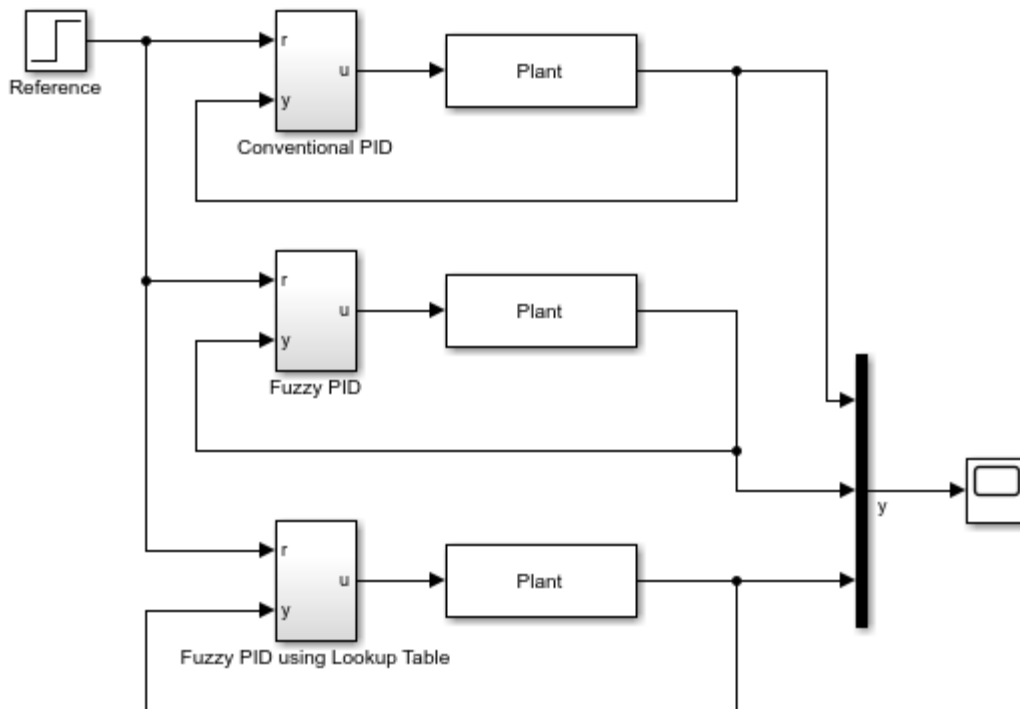 Reference
r
u
y
Conventional PID
Plant
r
u
y
Fuzzy PID
Plant
y
r
u
y
Fuzzy PID using Lookup Table
Plant